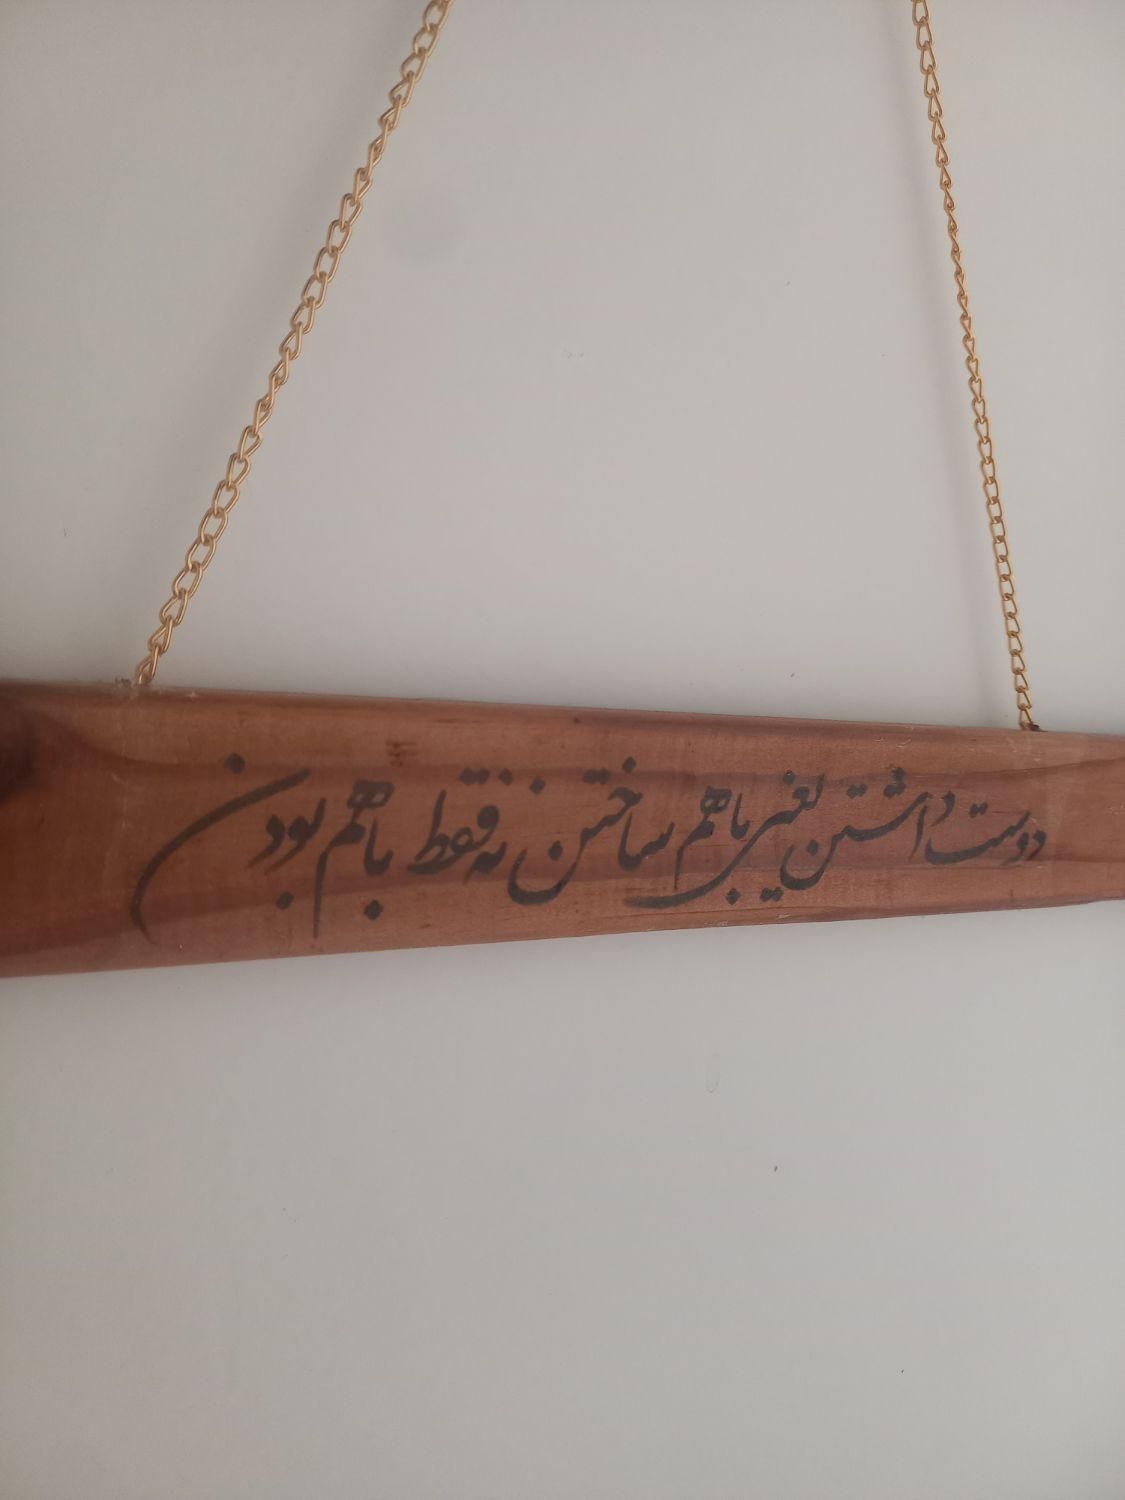 دوست داشتن یعنی باهم ساختن نه فقط باهم بودن